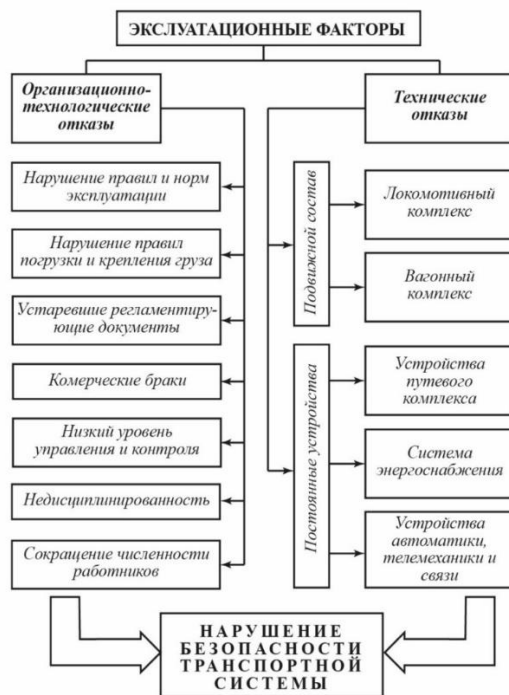 ЭКСЛУАТАЦИОННЫЕ ФАКТОРЫ
Организационно-
технологические
отказы
Нарушение правил и норм
эксплуатации
Нарушение правил
погрузки и крепления груза
Устаревшие регламентирую-
щие документы
Комерческие браки
Низкий уровень
управления и контроля
Недисциплинированность
Сокращение численности
работников
Технические
отказы
Подвижной состав
Локомотивный
комплекс
Вагонный
комплекс
Постоянные устройства
Устройства
путевого
комплекса
Система
энергоснабжения
Устройства
автоматики,
телемеханики и
связи
НАРУШЕНИЕ
БЕЗОПАСНОСТИ
ТРАНСПОРТНОЙ
СИСТЕМЫ